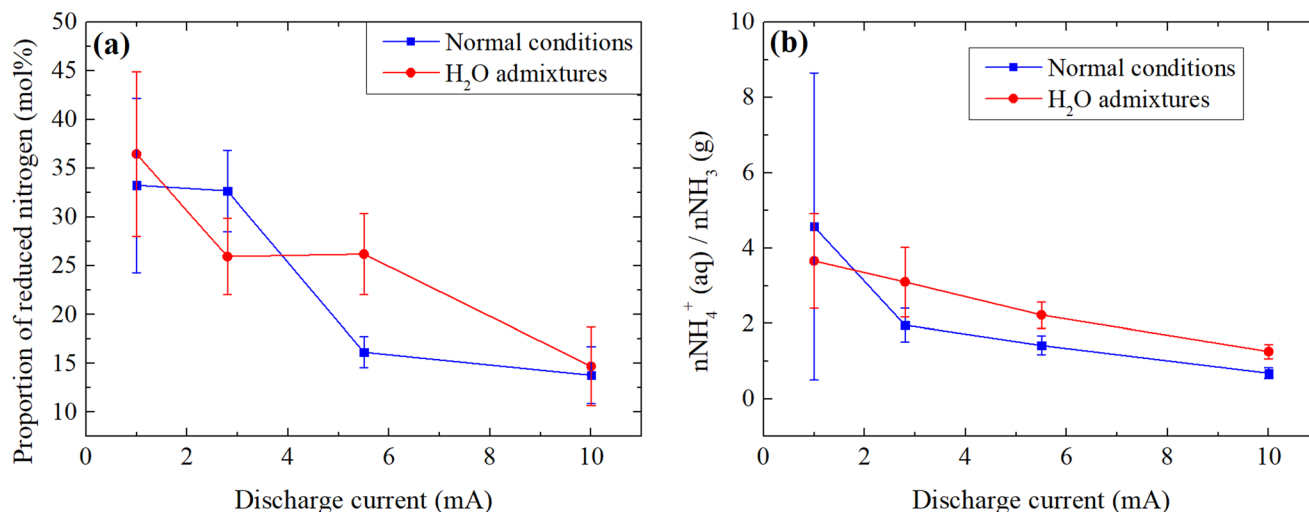 (a)
Normal conditions
H₂O admixtures
Proportion of reduced nitrogen (mol%)
50
45
40
35
30
25
20
15
10
0 2 4 6 8 10
Discharge current (mA)
(b)
Normal conditions
H₂O admixtures
nNH₄⁺ (aq) / nNH₃ (g)
10
8
6
4
2
0
0 2 4 6 8 10
Discharge current (mA)